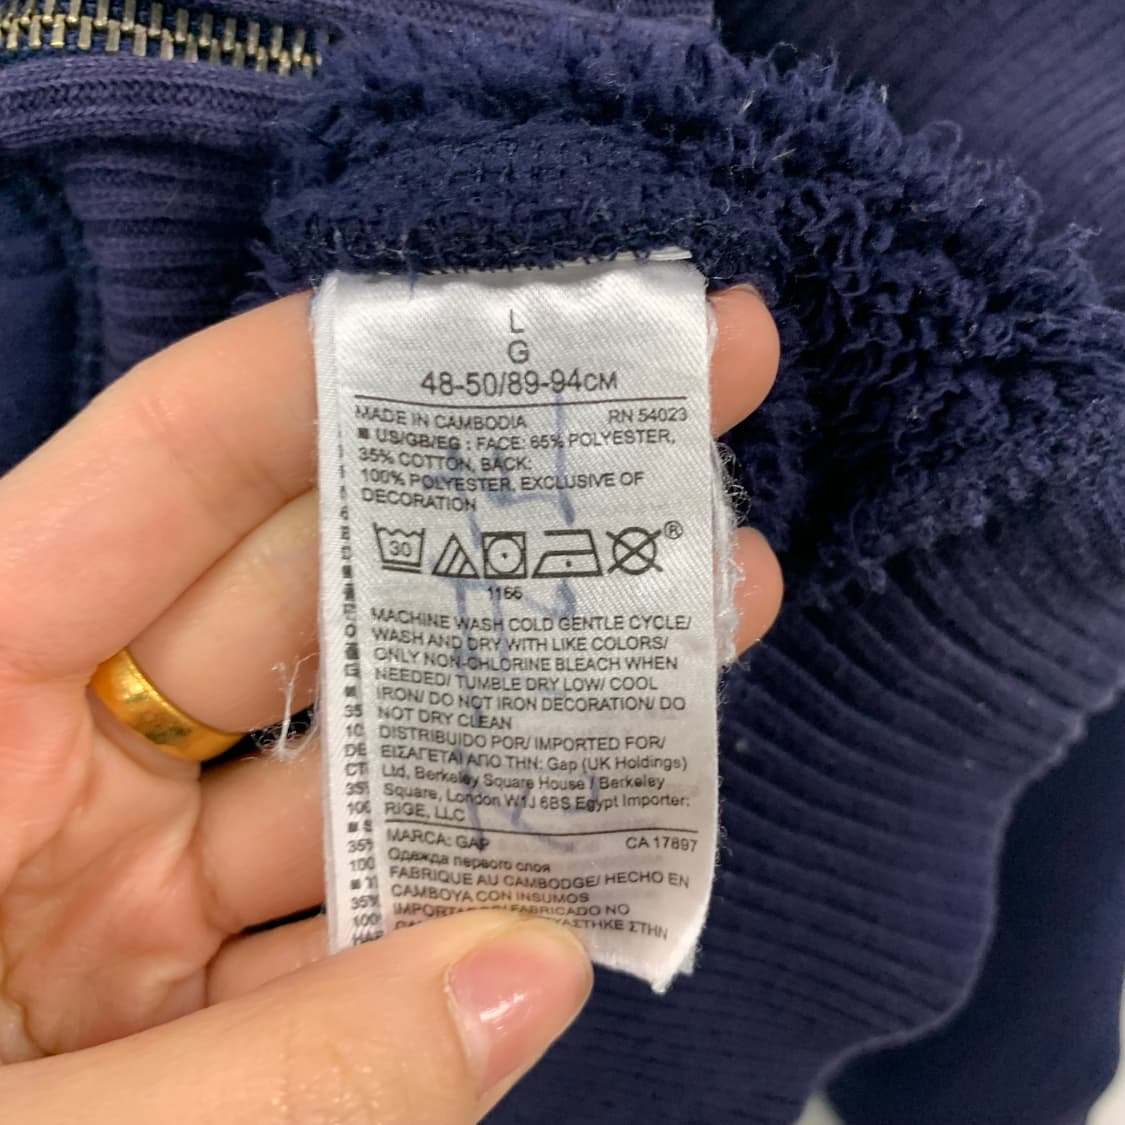 L
G
48-50/89-94CM
MADE IN CAMBODIA RN 54023
■ US/GB/EG : FACE: 65% POLYESTER,
35% COTTON, BACK:
100% POLYESTER, EXCLUSIVE OF
DECORATION
30 ®
1166
MACHINE WASH COLD GENTLE CYCLE/
WASH AND DRY WITH LIKE COLORS/
ONLY NON-CHLORINE BLEACH WHEN
NEEDED/ TUMBLE DRY LOW/ COOL
IRON/ DO NOT IRON DECORATION/ DO
NOT DRY CLEAN
DISTRIBUIDO POR/ IMPORTED FOR/
ΕΙΣΑΓΕΤΑΙ ΑΠΟ ΤΗΝ: Gap (UK Holdings)
Ltd, Berkeley Square House / Berkeley
Square, London W1J 6BS Egypt Importer:
RIGE, LLC
MARCA: GAP CA 17897
Одежда первого слоя
FABRIQUE AU CAMBODGE/ HECHO EN
CAMBOYA CON INSUMOS
FABRICADO NO
ΣΤΗΝ